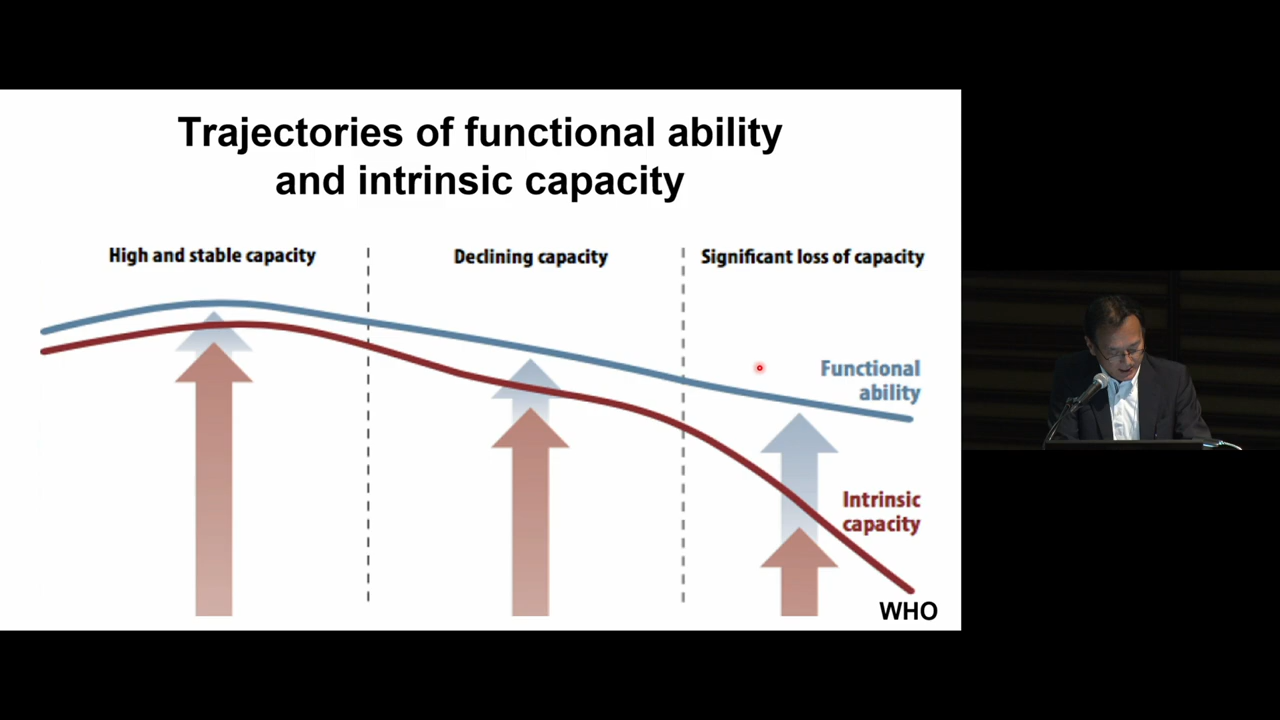 Trajectories of functional ability
and intrinsic capacity
High and stable capacity
Declining capacity
Significant loss of capacity
Functional
ability
Intrinsic
capacity
WHO